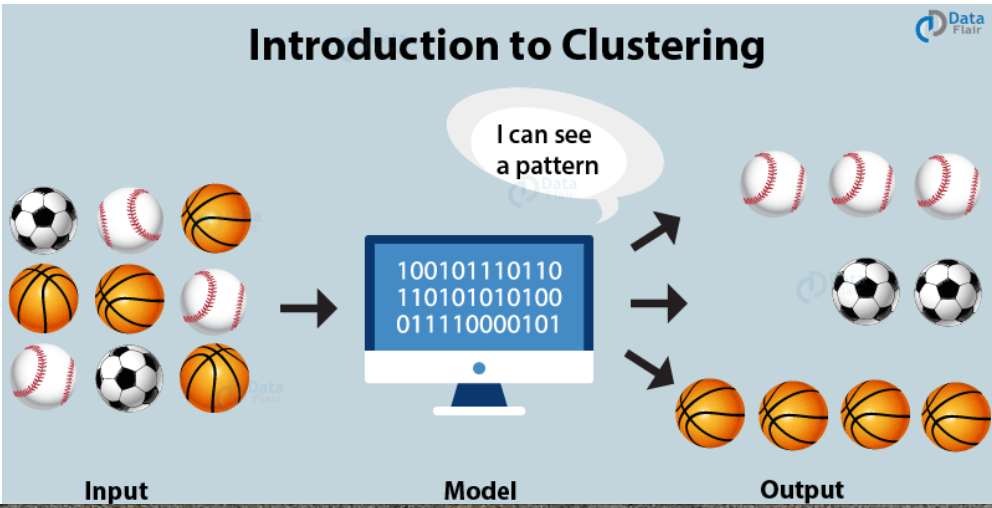 Introduction to Clustering
Data
Flair
I can see
a pattern
100101110110
110101010100
011110000101
Input
Model
Output